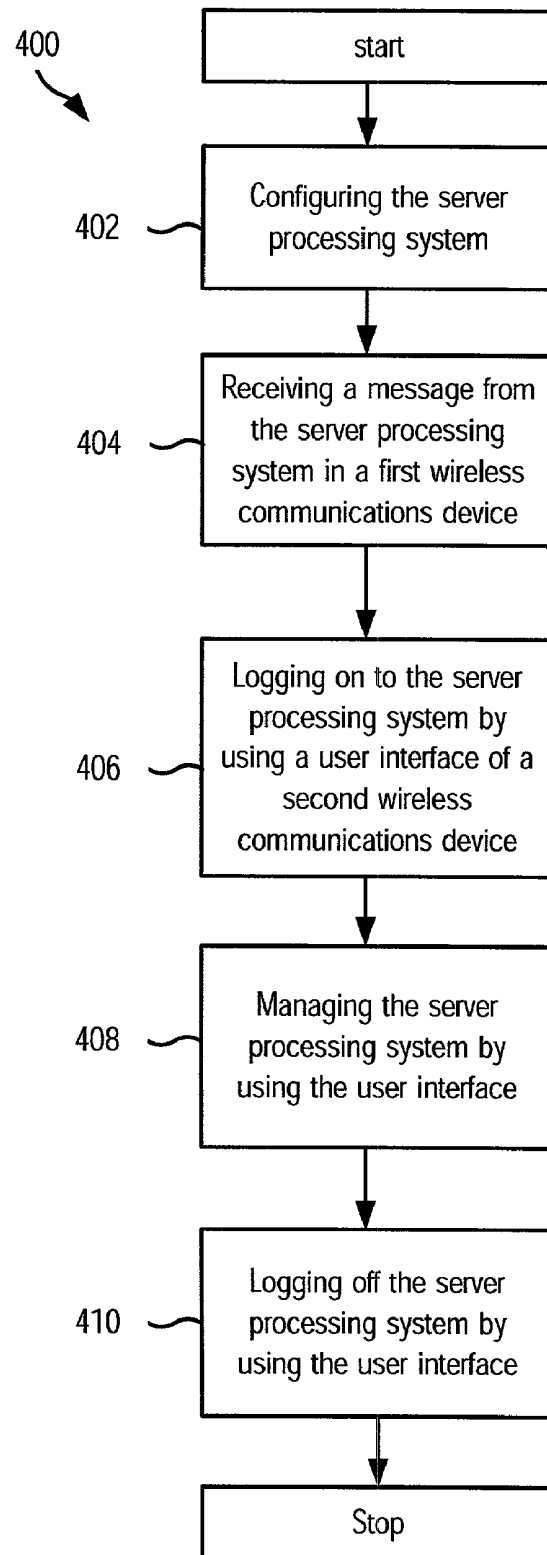 400
start
402
Configuring the server
processing system
404
Receiving a message from
the server processing
system in a first wireless
communications device
406
Logging on to the server
processing system by
using a user interface of a
second wireless
communications device
408
Managing the server
processing system by
using the user interface
410
Logging off the server
processing system by
using the user interface
Stop